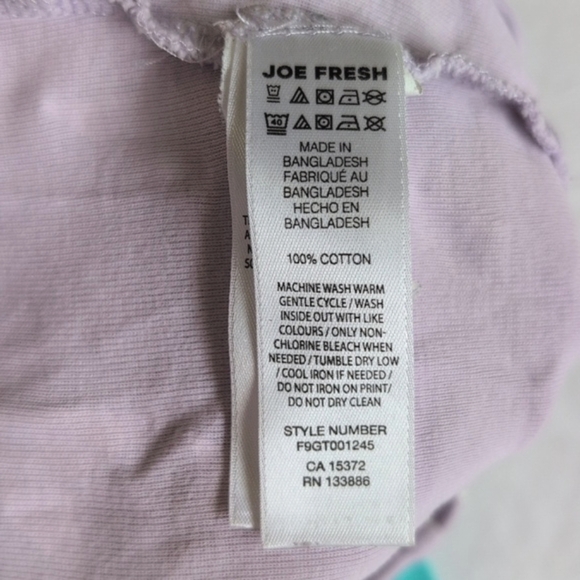 JOE FRESH
40
MADE IN
BANGLADESH
FABRIQUÉ AU
BANGLADESH
HECHO EN
BANGLADESH
100% COTTON
MACHINE WASH WARM
GENTLE CYCLE / WASH
INSIDE OUT WITH LIKE
COLOURS / ONLY NON-
CHLORINE BLEACH WHEN
NEEDED / TUMBLE DRY LOW
/ COOL IRON IF NEEDED /
DO NOT IRON ON PRINT/
DO NOT DRY CLEAN
STYLE NUMBER
F9GT001245
CA 15372
RN 133886